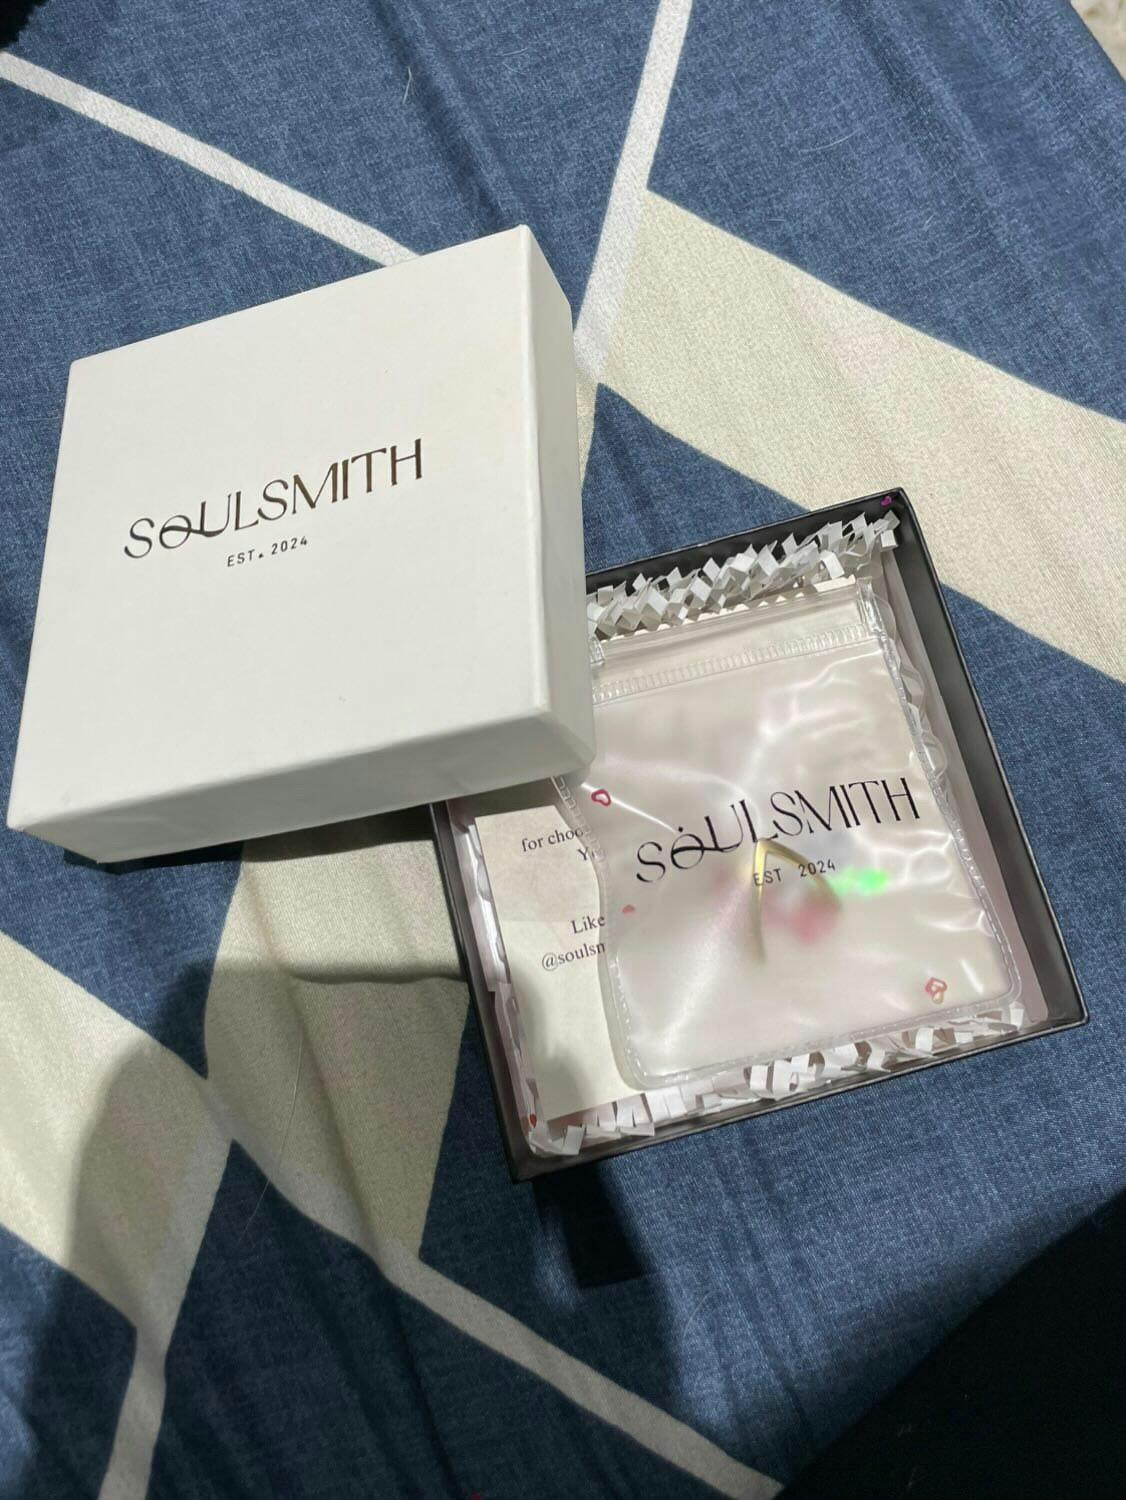 SOULSMITH
EST. 2024
SOULSMITH
EST 2024
for choo
Like
@soulsm